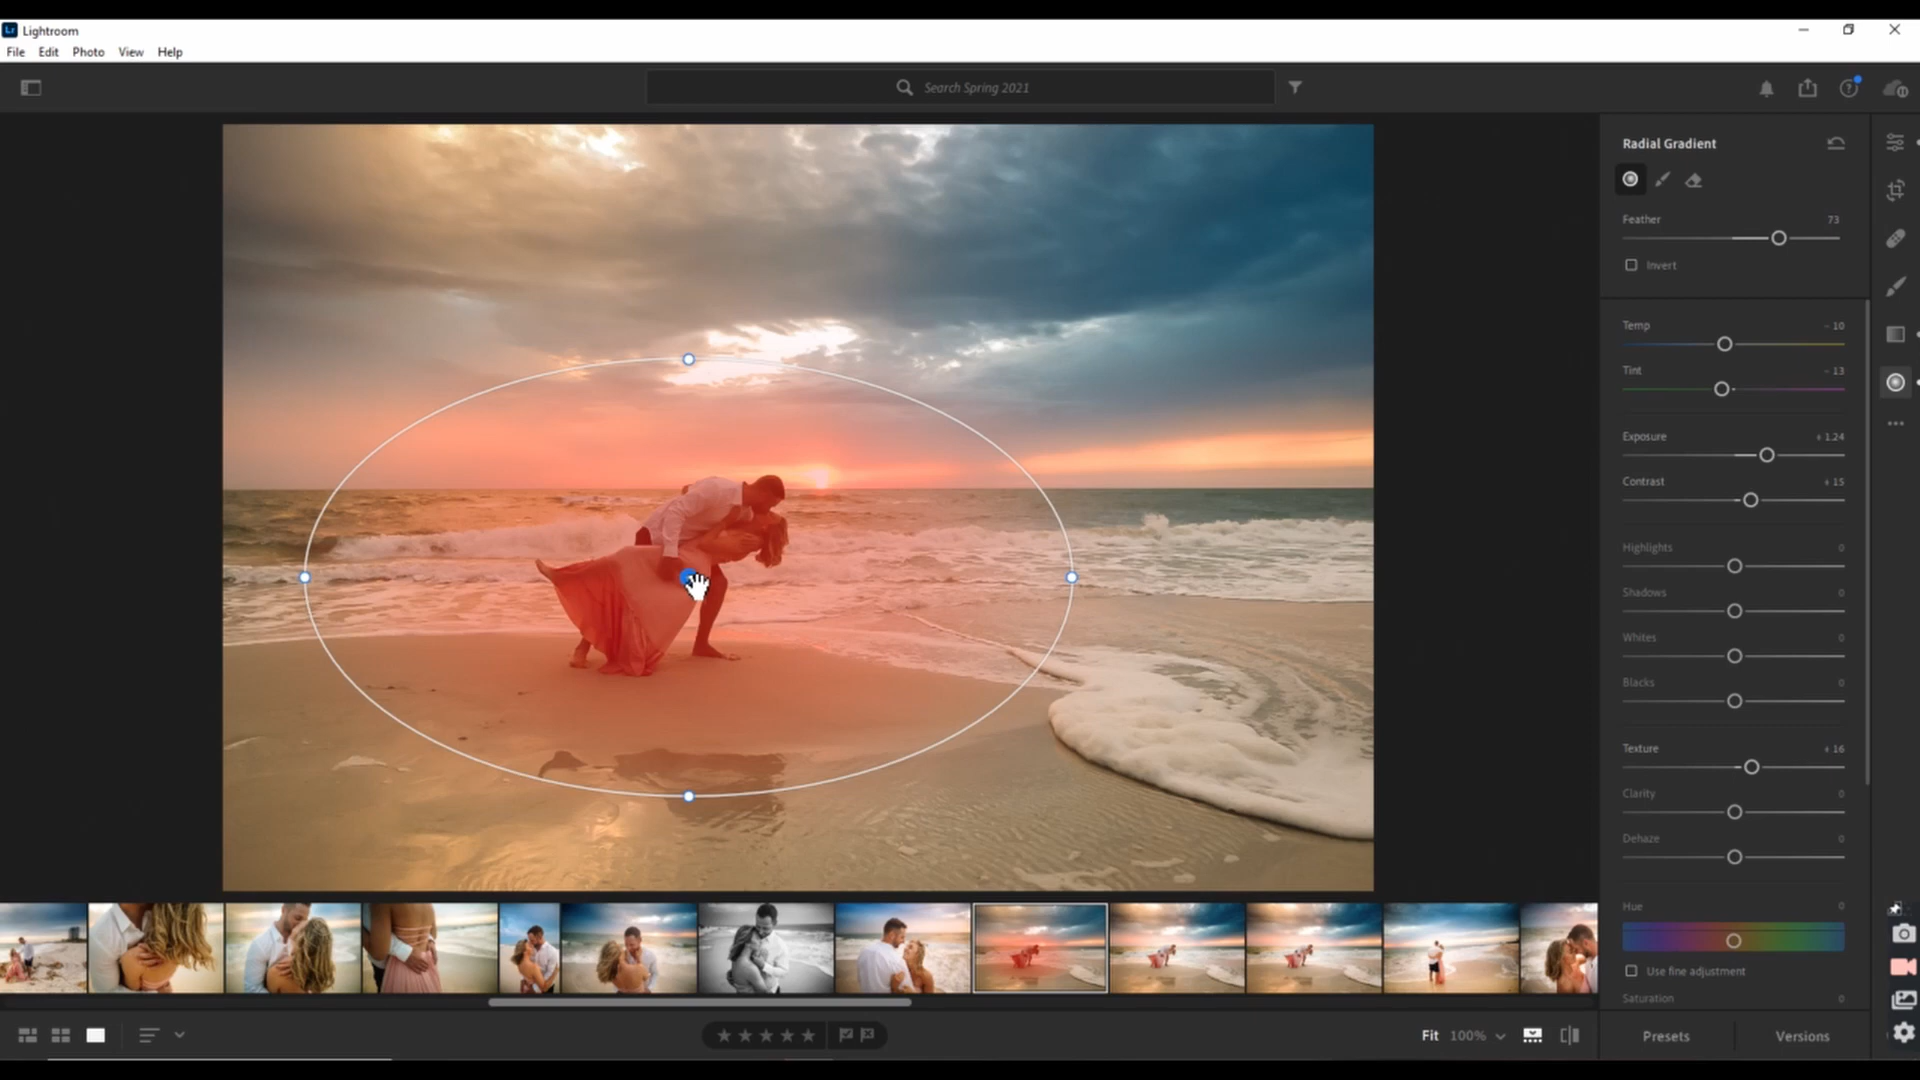 Lr Lightroom
File Edit Photo View Help
Search Spring 2021
Radial Gradient
Feather 73
Invert
Temp - 10
Tint - 13
Exposure + 1.24
Contrast + 15
Highlights 0
Shadows 0
Whites 0
Blacks 0
Texture + 16
Clarity 0
Dehaze 0
Hue 0
Use fine adjustment
Saturation 0
Fit 100%
Presets Versions